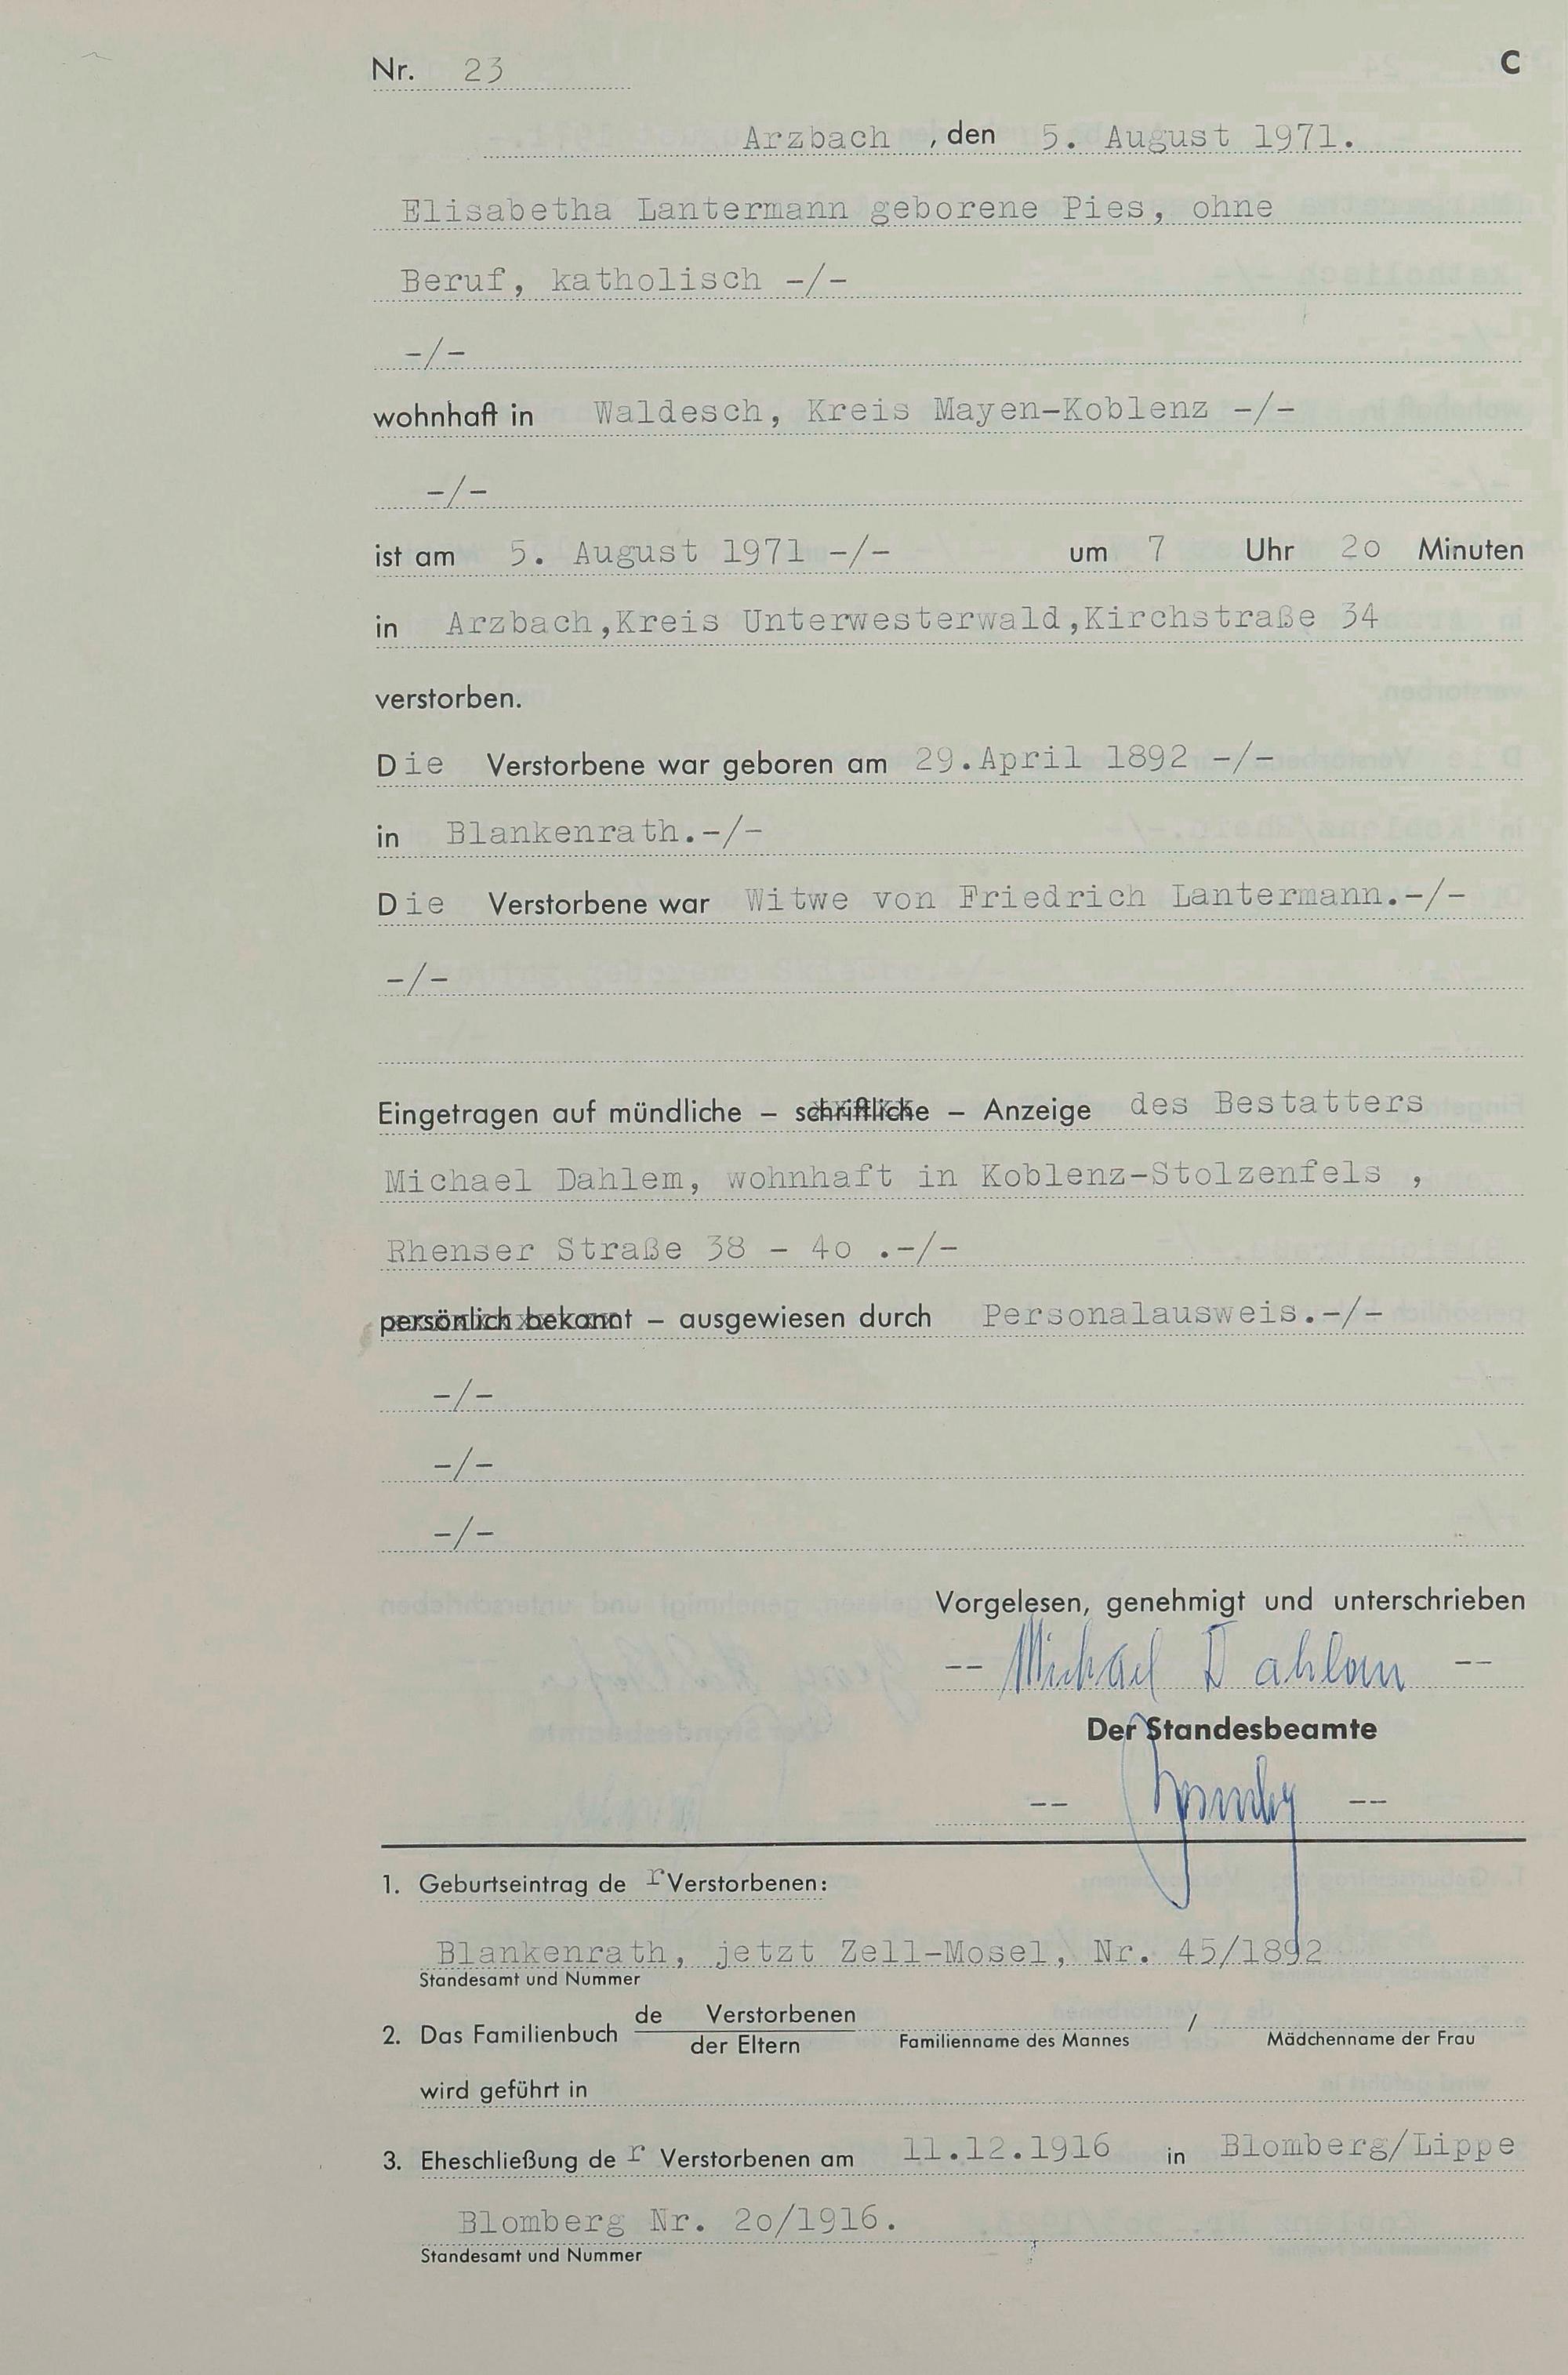 Nr. 23 C
Arzbach , den 5. August 1971.
Elisabetha Lantermann geborene Pies, ohne
Beruf, katholisch -/-
-/-
wohnhaft in Waldesch, Kreis Mayen-Koblenz -/-
-/-
ist am 5. August 1971 -/- um 7 Uhr 2o Minuten
in Arzbach,Kreis Unterwesterwald,Kirchstraße 34
verstorben.
Die Verstorbene war geboren am 29.April 1892 -/-
in Blankenrath.-/-
Die Verstorbene war Witwe von Friedrich Lantermann.-/-
-/-
Eingetragen auf mündliche – schriftliche – Anzeige des Bestatters
Michael Dahlem, wohnhaft in Koblenz-Stolzenfels ,
Rhenser Straße 38 - 4o .-/-
persönlich bekannt – ausgewiesen durch Personalausweis.-/-
-/-
-/-
-/-
Vorgelesen, genehmigt und unterschrieben
-- Michael Dahlem --
Der Standesbeamte
-- --
1. Geburtseintrag de r Verstorbenen:
Blankenrath, jetzt Zell-Mosel, Nr. 45/1892
Standesamt und Nummer
2. Das Familienbuch de Verstorbenen / der Eltern
Familienname des Mannes / Mädchenname der Frau
wird geführt in
3. Eheschließung de r Verstorbenen am 11.12.1916 in Blomberg/Lippe
Blomberg Nr. 2o/1916.
Standesamt und Nummer